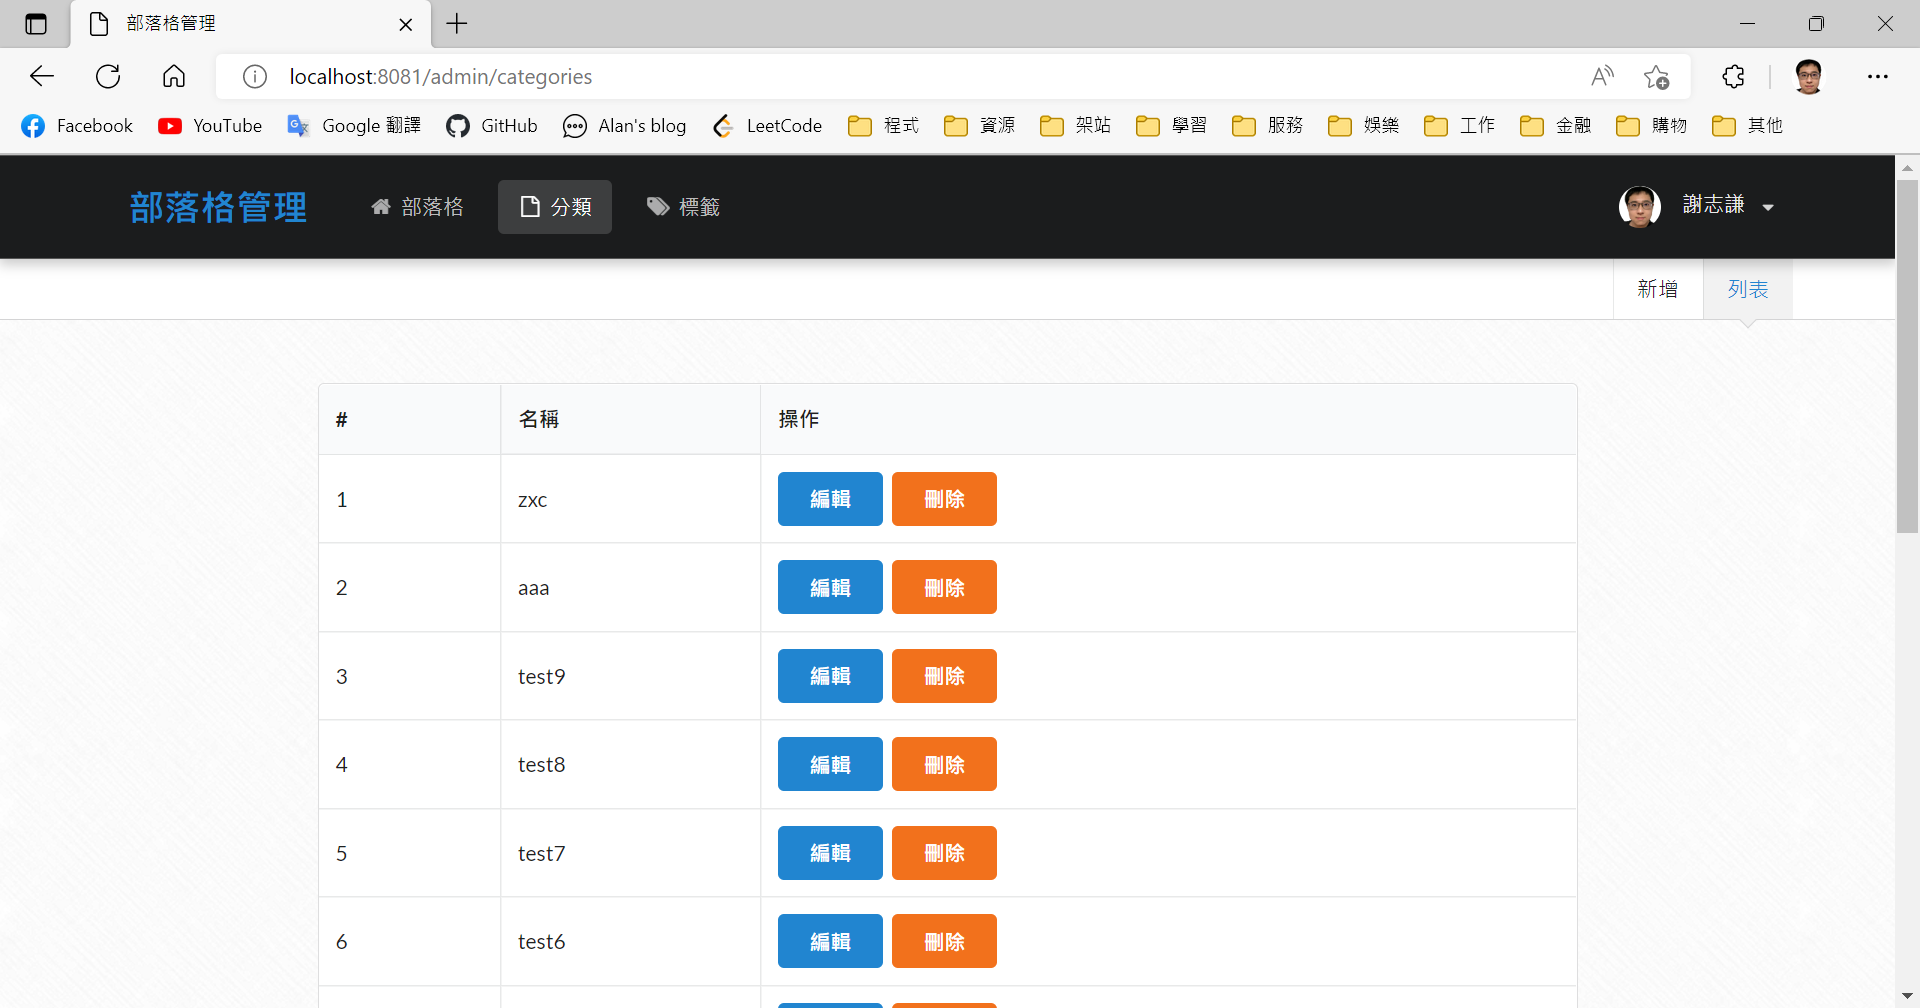 部落格管理
localhost:8081/admin/categories
Facebook YouTube Google 翻譯 GitHub Alan's blog LeetCode 程式 資源 架站 學習 服務 娛樂 工作 金融 購物 其他
部落格管理 部落格 分類 標籤 謝志謙
新增 列表
# 名稱 操作
1 zxc 編輯 刪除
2 aaa 編輯 刪除
3 test9 編輯 刪除
4 test8 編輯 刪除
5 test7 編輯 刪除
6 test6 編輯 刪除